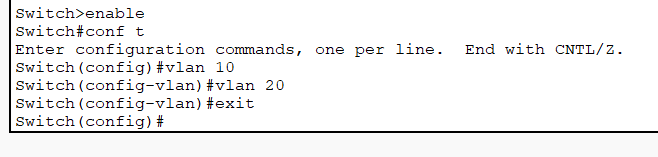 Switch>enable
Switch#conf t
Enter configuration commands, one per line.  End with CNTL/Z.
Switch(config)#vlan 10
Switch(config-vlan)#vlan 20
Switch(config-vlan)#exit
Switch(config)#